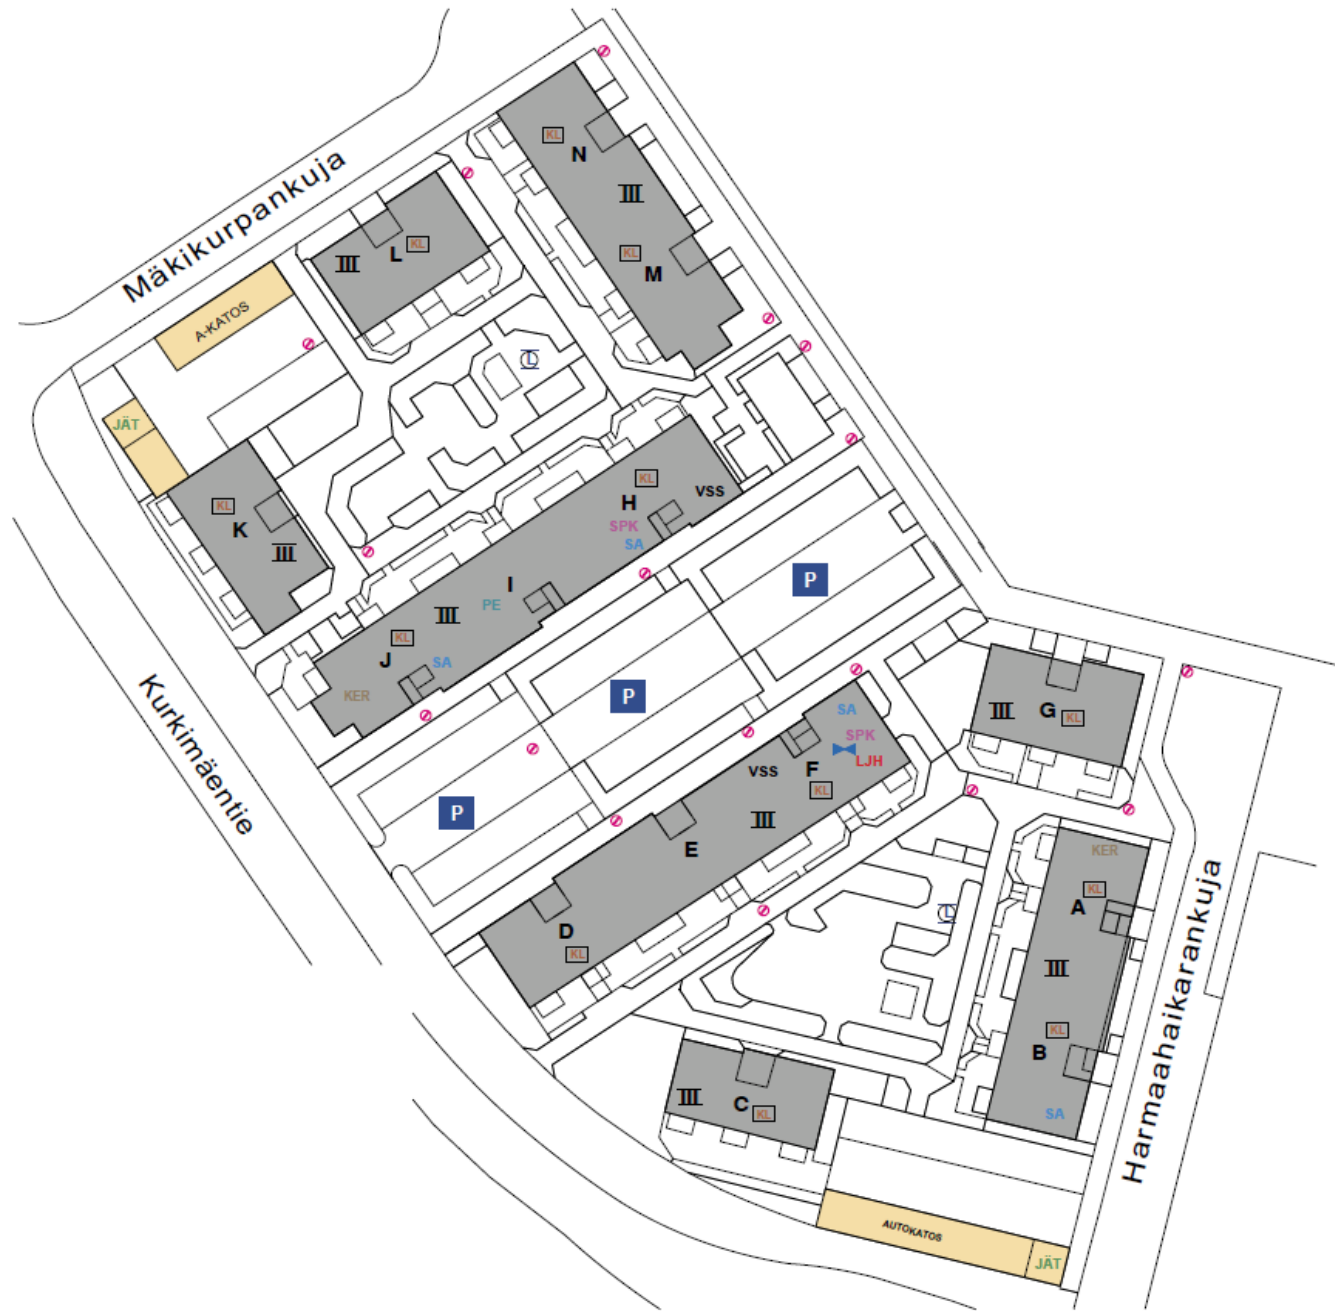 Mäkikurpankuja
KL
N
III
KL
M
KL
L
III
A-KATOS
L
JÄT
KL
K
III
KL
H
VSS
SPK
SA
I
PE
III
KL
J
SA
KER
P
P
P
Kurkimäentie
SA
SPK
LJH
F
VSS
KL
III
E
D
KL
G
III
KL
KER
KL
A
L
III
KL
B
SA
Harmaahaikarankuja
III
C
KL
AUTOKATOS
JÄT